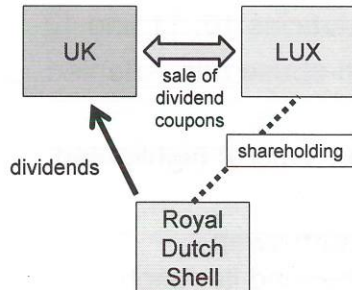 UK
LUX
sale of
dividend
coupons
shareholding
dividends
Royal
Dutch
Shell